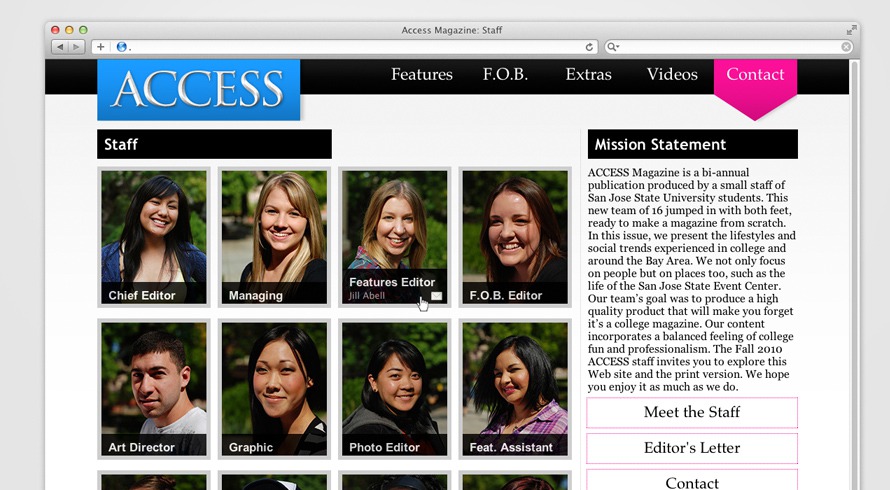 Access Magazine: Staff
ACCESS
Features
F.O.B.
Extras
Videos
Contact
Staff
Chief Editor
Managing
Features Editor
Jill Abell
F.O.B. Editor
Art Director
Graphic
Photo Editor
Feat. Assistant
Mission Statement
ACCESS Magazine is a bi-annual
publication produced by a small staff of
San Jose State University students. This
new team of 16 jumped in with both feet,
ready to make a magazine from scratch.
In this issue, we present the lifestyles and
social trends experienced in college and
around the Bay Area. We not only focus
on people but on places too, such as the
life of the San Jose State Event Center.
Our team's goal was to produce a high
quality product that will make you forget
it's a college magazine. Our content
incorporates a balanced feeling of college
fun and professionalism. The Fall 2010
ACCESS staff invites you to explore this
Web site and the print version. We hope
you enjoy it as much as we do.
Meet the Staff
Editor's Letter
Contact